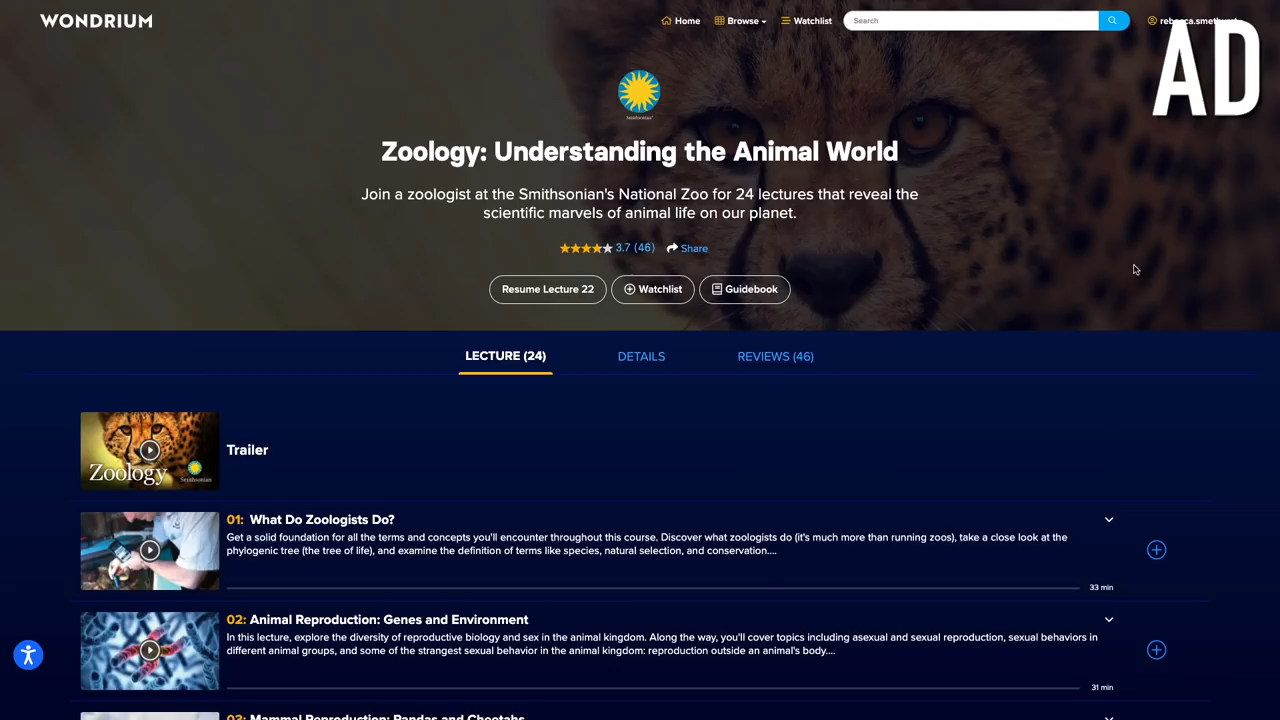 WONDRIUM
Home
Browse
Watchlist
Search
AD
Smithsonian
Zoology: Understanding the Animal World
Join a zoologist at the Smithsonian's National Zoo for 24 lectures that reveal the
scientific marvels of animal life on our planet.
3.7 (46)
Share
Resume Lecture 22
Watchlist
Guidebook
LECTURE (24)
DETAILS
REVIEWS (46)
Zoology
Smithsonian
Trailer
01: What Do Zoologists Do?
Get a solid foundation for all the terms and concepts you'll encounter throughout this course. Discover what zoologists do (it's much more than running zoos), take a close look at the
phylogenic tree (the tree of life), and examine the definition of terms like species, natural selection, and conservation....
33 min
02: Animal Reproduction: Genes and Environment
In this lecture, explore the diversity of reproductive biology and sex in the animal kingdom. Along the way, you'll cover topics including asexual and sexual reproduction, sexual behaviors in
different animal groups, and some of the strangest sexual behavior in the animal kingdom: reproduction outside an animal's body....
31 min
03: Mammal Reproduction: Pandas and Cheetahs